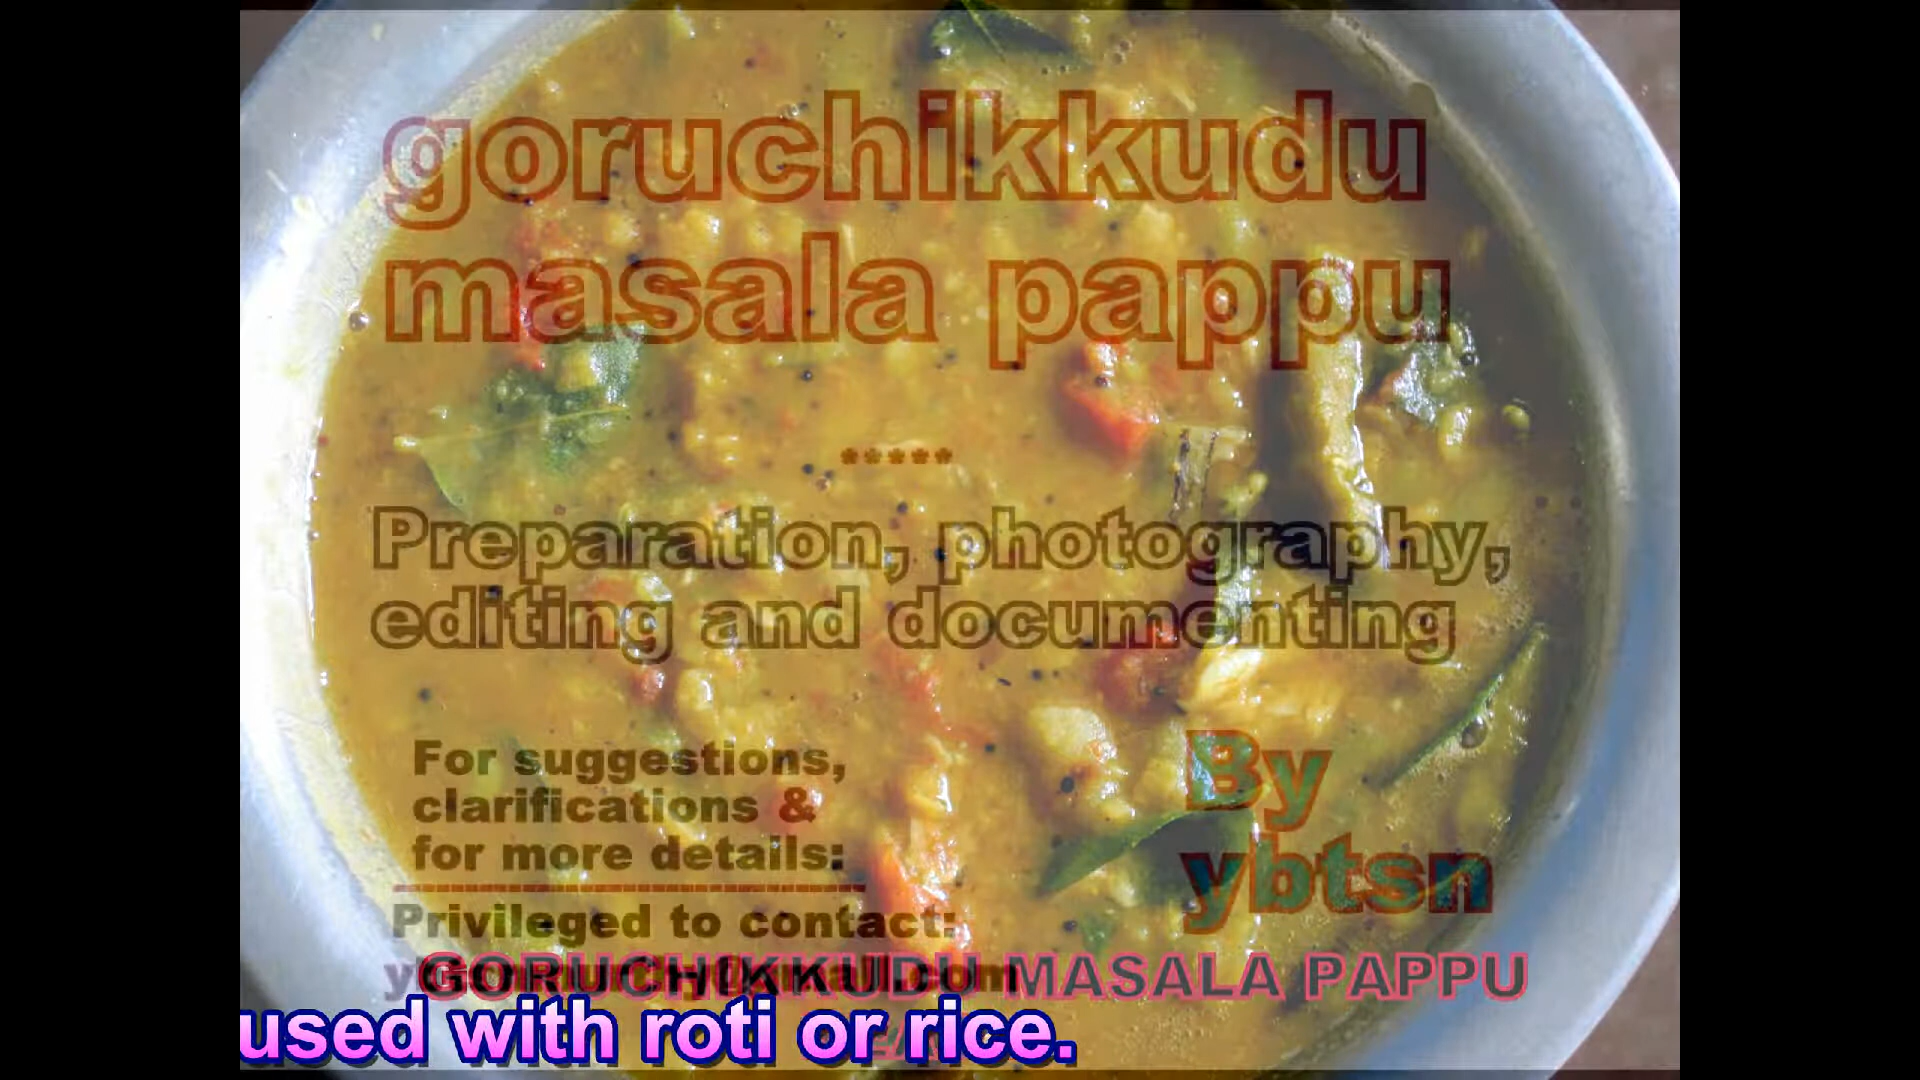 goruchikkudu
masala pappu
*****
Preparation, photography,
editing and documenting
For suggestions,
clarifications &
for more details:
By
ybtsn
Privileged to contact:
GORUCHIKKUDU MASALA PAPPU
used with roti or rice.